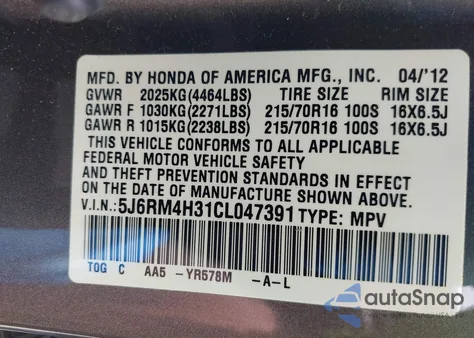 MFD. BY HONDA OF AMERICA MFG., INC. 04/'12
GVWR 2025KG(4464LBS) TIRE SIZE RIM SIZE
GAWR F 1030KG(2271LBS) 215/70R16 100S 16X6.5J
GAWR R 1015KG(2238LBS) 215/70R16 100S 16X6.5J
THIS VEHICLE CONFORMS TO ALL APPLICABLE
FEDERAL MOTOR VEHICLE SAFETY
AND THEFT PREVENTION STANDARDS IN EFFECT
ON THE DATE OF MANUFACTURE SHOWN ABOVE.
V.I.N.: 5J6RM4H31CL047391 TYPE: MPV
TOG C AA5 -YR578M -A-L
autoSnap